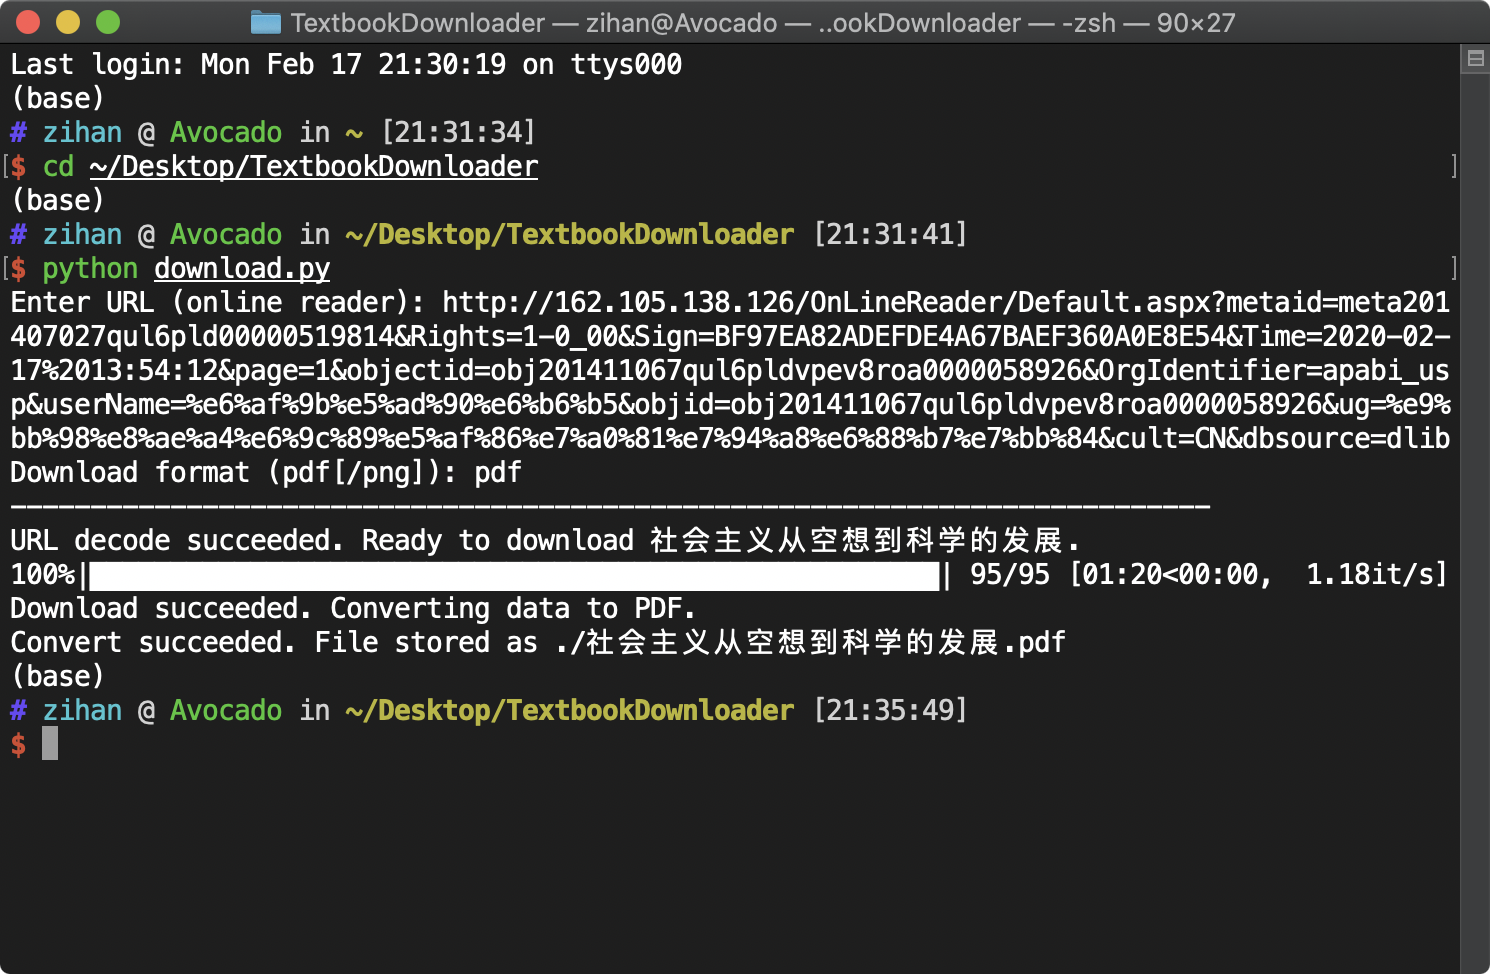 TextbookDownloader — zihan@Avocado — ..ookDownloader — -zsh — 90×27
Last login: Mon Feb 17 21:30:19 on ttys000
(base)
# zihan @ Avocado in ~ [21:31:34]
[$ cd ~/Desktop/TextbookDownloader ]
(base)
# zihan @ Avocado in ~/Desktop/TextbookDownloader [21:31:41]
[$ python download.py ]
Enter URL (online reader): http://162.105.138.126/OnLineReader/Default.aspx?metaid=meta201
407027qul6pld00000519814&Rights=1-0_00&Sign=BF97EA82ADEFDE4A67BAEF360A0E8E54&Time=2020-02-
17%2013:54:12&page=1&objectid=obj201411067qul6pldvpev8roa0000058926&OrgIdentifier=apabi_us
p&userName=%e6%af%9b%e5%ad%90%e6%b6%b5&objid=obj201411067qul6pldvpev8roa0000058926&ug=%e9%
bb%98%e8%ae%a4%e6%9c%89%e5%af%86%e7%a0%81%e7%94%a8%e6%88%b7%e7%bb%84&cult=CN&dbsource=dlib
Download format (pdf[/png]): pdf
---------------------------------------------------------------------------
URL decode succeeded. Ready to download 社会主义从空想到科学的发展.
100%|██████████████████████████████████████████████████████| 95/95 [01:20<00:00,  1.18it/s]
Download succeeded. Converting data to PDF.
Convert succeeded. File stored as ./社会主义从空想到科学的发展.pdf
(base)
# zihan @ Avocado in ~/Desktop/TextbookDownloader [21:35:49]
$